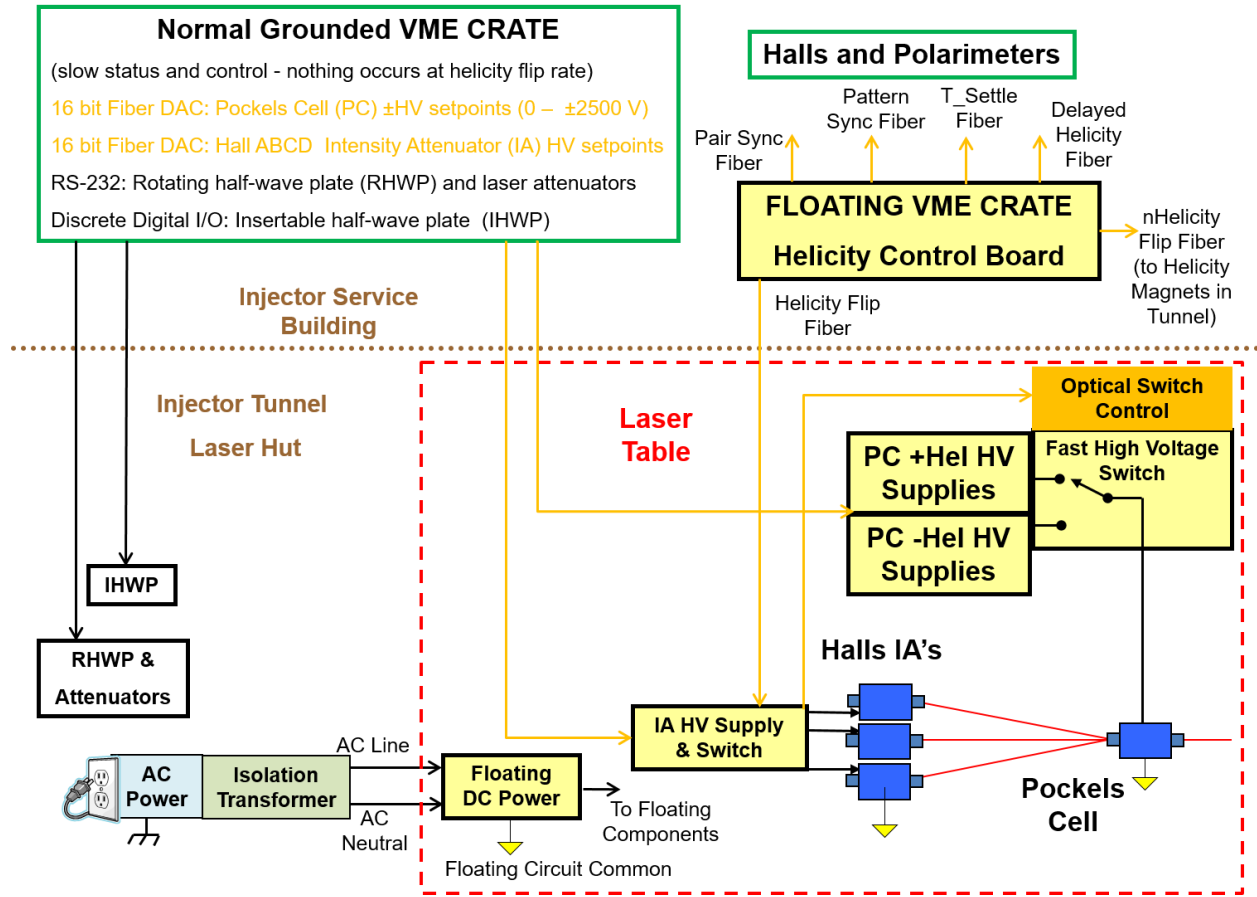 Normal Grounded VME CRATE
(slow status and control - nothing occurs at helicity flip rate)
16 bit Fiber DAC: Pockels Cell (PC) ±HV setpoints (0 – ±2500 V)
16 bit Fiber DAC: Hall ABCD Intensity Attenuator (IA) HV setpoints
RS-232: Rotating half-wave plate (RHWP) and laser attenuators
Discrete Digital I/O: Insertable half-wave plate (IHWP)
Halls and Polarimeters
Pair Sync
Fiber
Pattern
Sync Fiber
T_Settle
Fiber
Delayed
Helicity
Fiber
FLOATING VME CRATE
Helicity Control Board
nHelicity
Flip Fiber
(to Helicity
Magnets in
Tunnel)
Helicity Flip
Fiber
Injector Service
Building
Injector Tunnel
Laser Hut
Laser
Table
Optical Switch
Control
Fast High Voltage
Switch
PC +Hel HV
Supplies
PC -Hel HV
Supplies
IHWP
RHWP &
Attenuators
Halls IA's
IA HV Supply
& Switch
Pockels
Cell
AC
Power
Isolation
Transformer
AC Line
AC
Neutral
Floating
DC Power
To Floating
Components
Floating Circuit Common